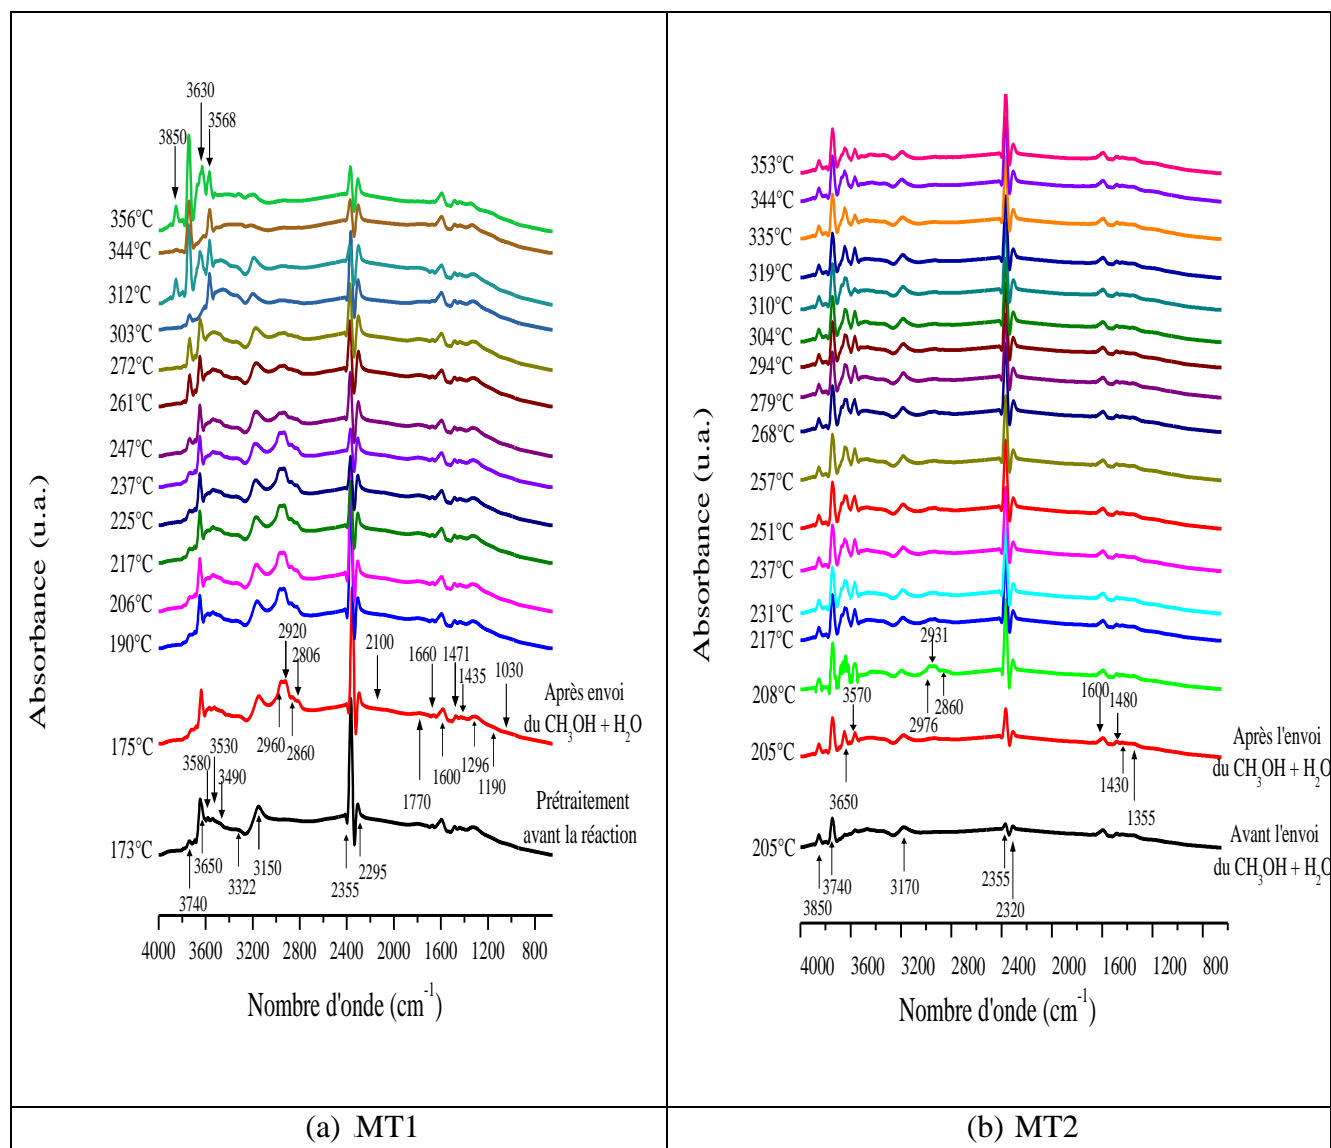 3630
3850
3568
356°C
344°C
312°C
303°C
272°C
261°C
247°C
237°C
225°C
217°C
206°C
190°C
2920
2806
2100
1660
1471
1435
1030
Après envoi
du CH3OH + H2O
175°C
2960
2860
1770
1600
1296
1190
3580
3530
3490
Prétraitement
avant la réaction
173°C
3740
3650
3322
3150
2355
2295
4000 3600 3200 2800 2400 2000 1600 1200 800
Nombre d'onde (cm-1)
Absorbance (u.a.)
(a) MT1
353°C
344°C
335°C
319°C
310°C
304°C
294°C
279°C
268°C
257°C
251°C
237°C
231°C
217°C
208°C
2931
2976
2860
3570
3650
1600
1480
1430
1355
205°C
Après l'envoi
du CH3OH + H2O
205°C
Avant l'envoi
du CH3OH + H2O
3850
3740
3170
2355
2320
4000 3600 3200 2800 2400 2000 1600 1200 800
Nombre d'onde (cm-1)
Absorbance (u.a.)
(b) MT2